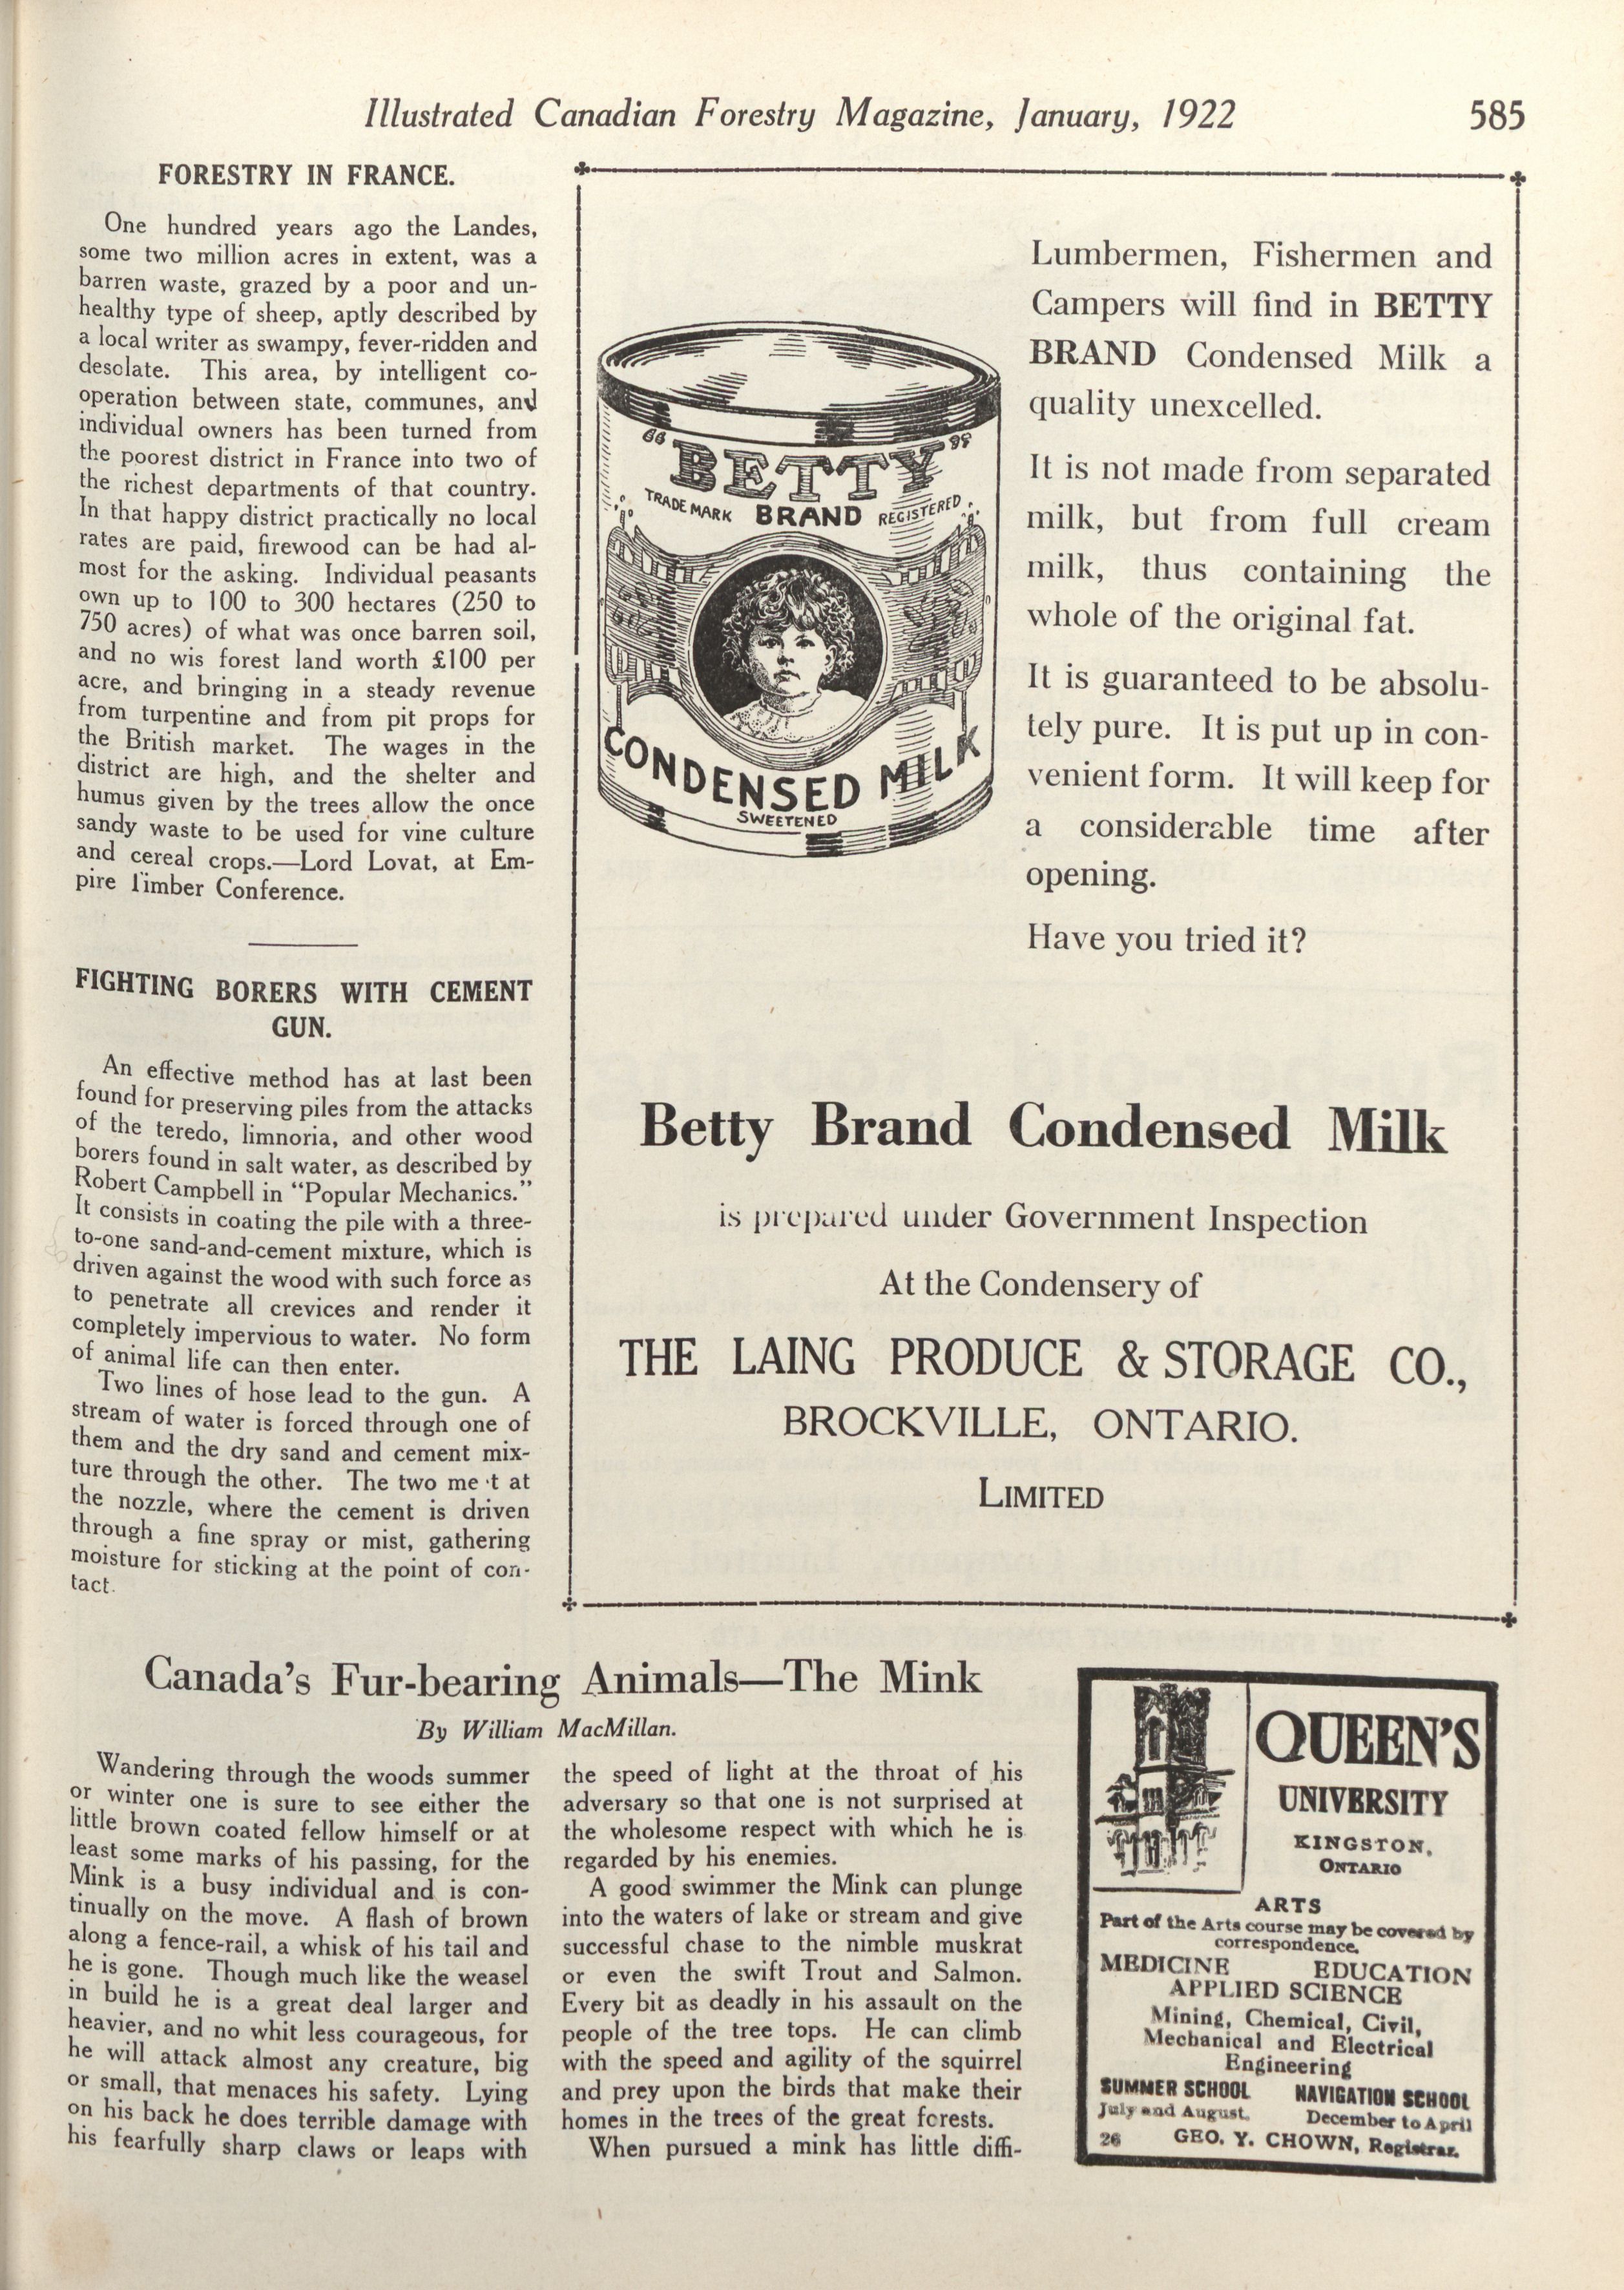 Illustrated Canadian Forestry Magazine, January, 1922
585
FORESTRY IN FRANCE.
One hundred years ago the Landes,
some two million acres in extent, was a
barren waste, grazed by a poor and un-
healthy type of sheep, aptly described by
a local writer as swampy, fever-ridden and
desolate. This area, by intelligent co-
operation between state, communes, and
individual owners has been turned from
the poorest district in France into two of
the richest departments of that country.
In that happy district practically no local
rates are paid, firewood can be had al-
most for the asking. Individual peasants
own up to 100 to 300 hectares (250 to
750 acres) of what was once barren soil,
and no wis forest land worth £100 per
acre, and bringing in a steady revenue
from turpentine and from pit props for
the British market. The wages in the
district are high, and the shelter and
humus given by the trees allow the once
sandy waste to be used for vine culture
and cereal crops.—Lord Lovat, at Em-
pire Timber Conference.
FIGHTING BORERS WITH CEMENT
GUN.
An effective method has at last been
found for preserving piles from the attacks
of the teredo, limnoria, and other wood
borers found in salt water, as described by
Robert Campbell in “Popular Mechanics.”
It consists in coating the pile with a three-
to-one sand-and-cement mixture, which is
driven against the wood with such force as
to penetrate all crevices and render it
completely impervious to water. No form
of animal life can then enter.
Two lines of hose lead to the gun. A
stream of water is forced through one of
them and the dry sand and cement mix-
ture through the other. The two me t at
the nozzle, where the cement is driven
through a fine spray or mist, gathering
moisture for sticking at the point of con-
tact.
“BETTY”
TRADE MARK BRAND REGISTERED
CONDENSED MILK
SWEETENED
Lumbermen, Fishermen and
Campers will find in BETTY
BRAND Condensed Milk a
quality unexcelled.
It is not made from separated
milk, but from full cream
milk, thus containing the
whole of the original fat.
It is guaranteed to be absolu-
tely pure. It is put up in con-
venient form. It will keep for
a considerable time after
opening.
Have you tried it?
Betty Brand Condensed Milk
is prepared under Government Inspection
At the Condensery of
THE LAING PRODUCE & STORAGE CO.,
BROCKVILLE, ONTARIO.
LIMITED
Canada’s Fur-bearing Animals—The Mink
By William MacMillan.
Wandering through the woods summer
or winter one is sure to see either the
little brown coated fellow himself or at
least some marks of his passing, for the
Mink is a busy individual and is con-
tinually on the move. A flash of brown
along a fence-rail, a whisk of his tail and
he is gone. Though much like the weasel
in build he is a great deal larger and
heavier, and no whit less courageous, for
he will attack almost any creature, big
or small, that menaces his safety. Lying
on his back he does terrible damage with
his fearfully sharp claws or leaps with
the speed of light at the throat of his
adversary so that one is not surprised at
the wholesome respect with which he is
regarded by his enemies.
A good swimmer the Mink can plunge
into the waters of lake or stream and give
successful chase to the nimble muskrat
or even the swift Trout and Salmon.
Every bit as deadly in his assault on the
people of the tree tops. He can climb
with the speed and agility of the squirrel
and prey upon the birds that make their
homes in the trees of the great forests.
When pursued a mink has little diffi-
QUEEN’S
UNIVERSITY
KINGSTON,
ONTARIO
ARTS
Part of the Arts course may be covered by
correspondence.
MEDICINE EDUCATION
APPLIED SCIENCE
Mining, Chemical, Civil,
Mechanical and Electrical
Engineering
SUMMER SCHOOL NAVIGATION SCHOOL
July and August. December to April
26 GEO. Y. CHOWN, Registrar.